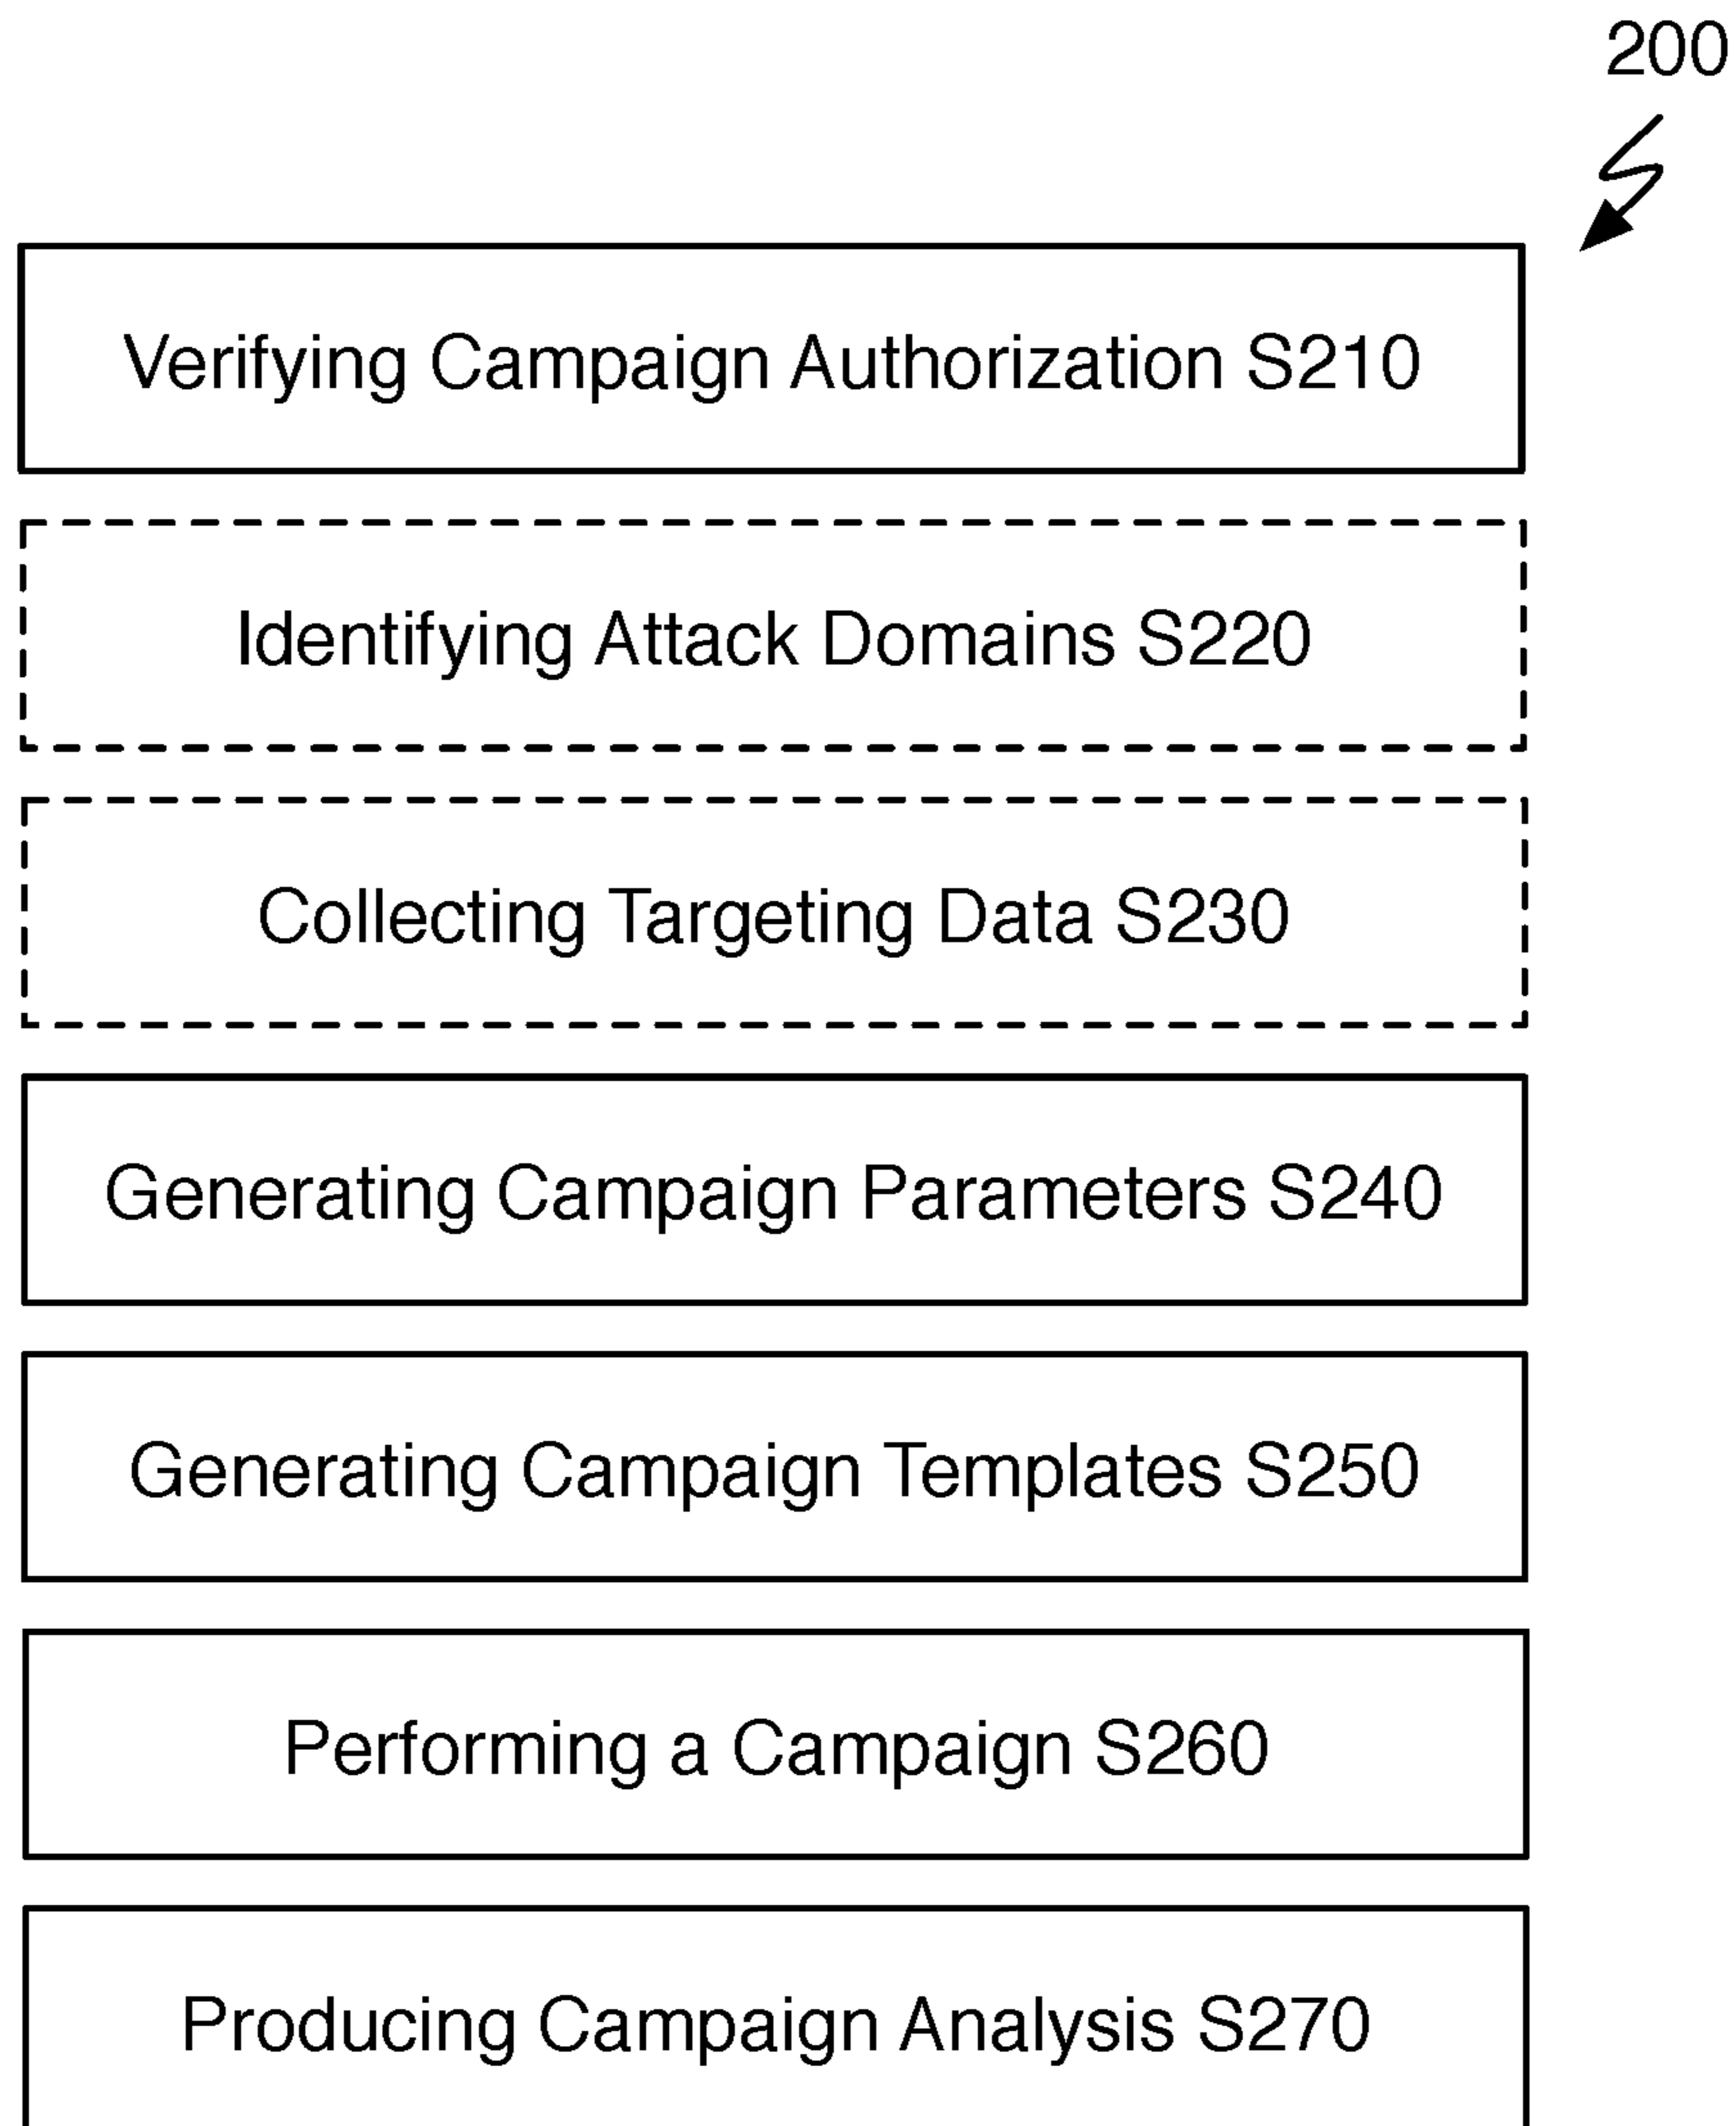 200
Verifying Campaign Authorization S210
Identifying Attack Domains S220
Collecting Targeting Data S230
Generating Campaign Parameters S240
Generating Campaign Templates S250
Performing a Campaign S260
Producing Campaign Analysis S270